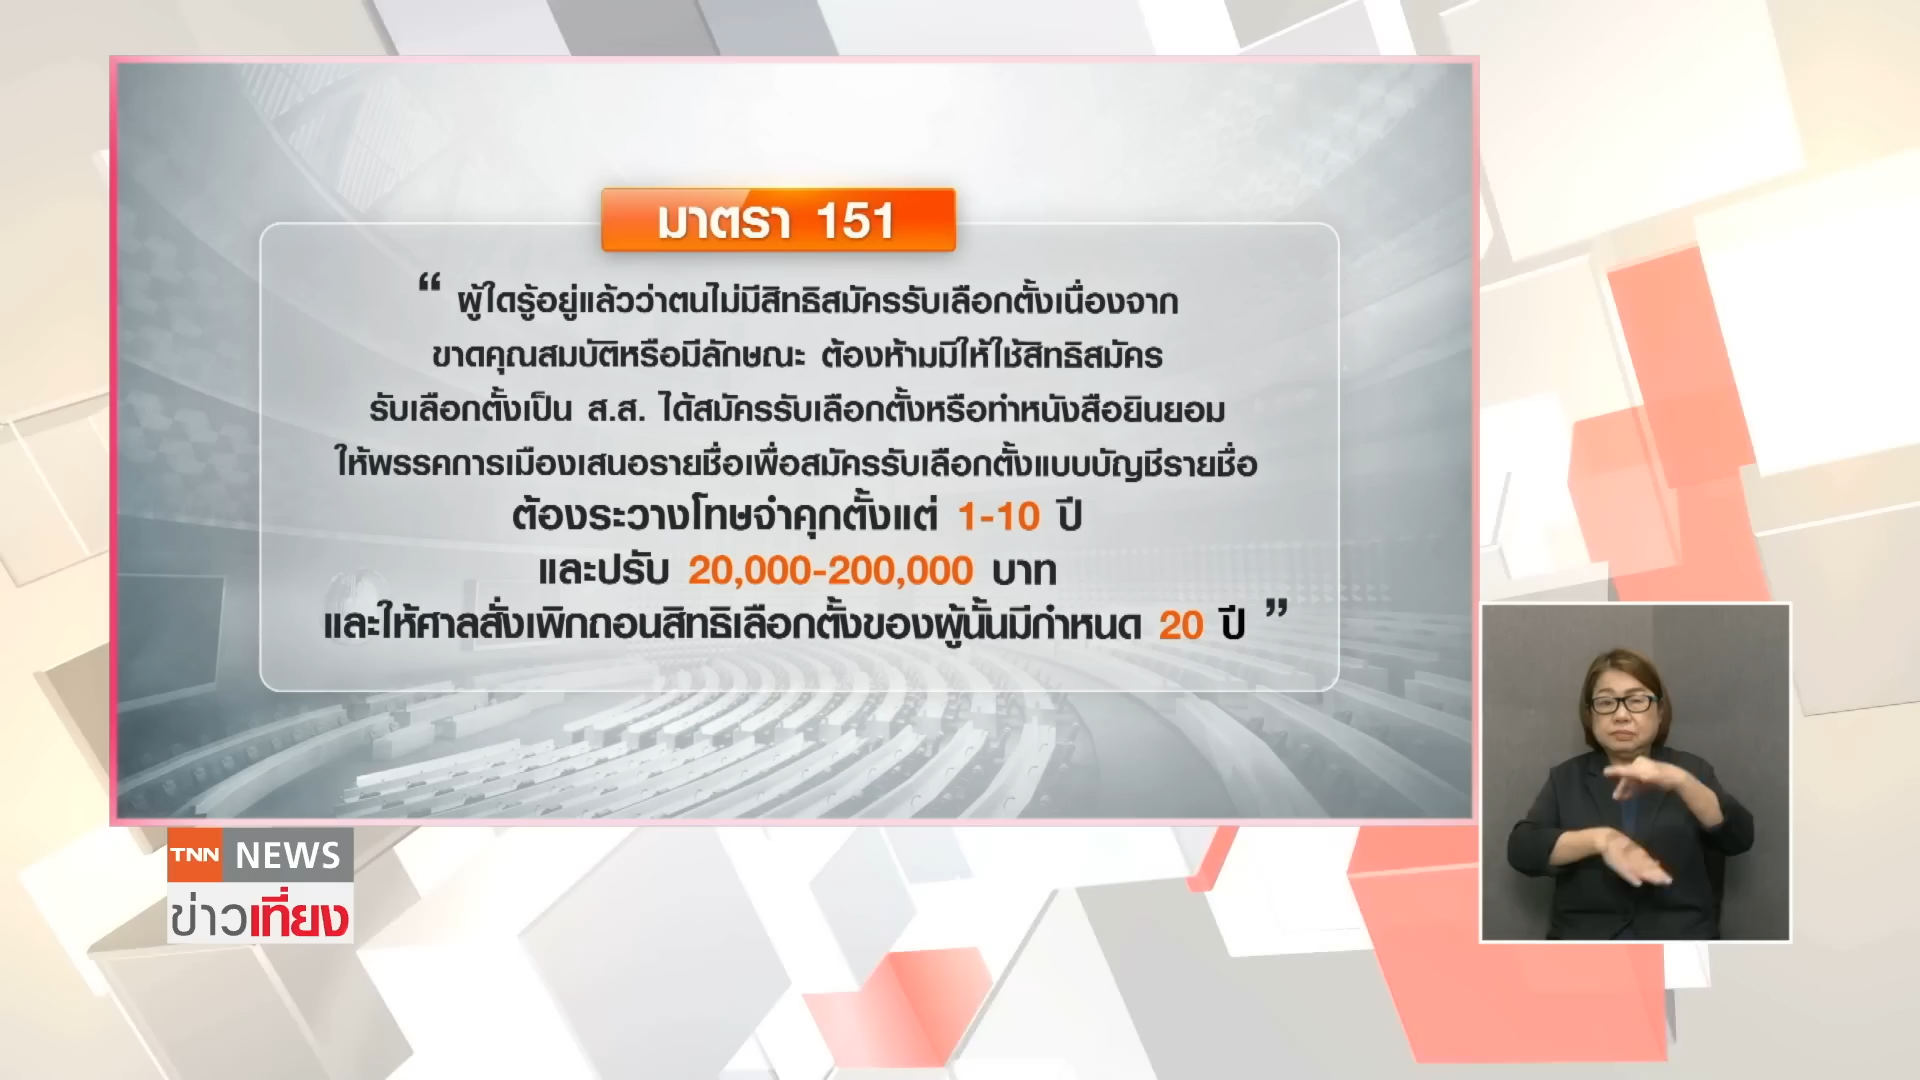 มาตรา 151
“ ผู้ใดรู้อยู่แล้วว่าตนไม่มีสิทธิสมัครรับเลือกตั้งเนื่องจาก
ขาดคุณสมบัติหรือมีลักษณะ ต้องห้ามมิให้ใช้สิทธิสมัคร
รับเลือกตั้งเป็น ส.ส. ได้สมัครรับเลือกตั้งหรือทำหนังสือยินยอม
ให้พรรคการเมืองเสนอรายชื่อเพื่อสมัครรับเลือกตั้งแบบบัญชีรายชื่อ
ต้องระวางโทษจำคุกตั้งแต่ 1-10 ปี
และปรับ 20,000-200,000 บาท
และให้ศาลสั่งเพิกถอนสิทธิเลือกตั้งของผู้นั้นมีกำหนด 20 ปี ”
TNN NEWS
ข่าวเที่ยง